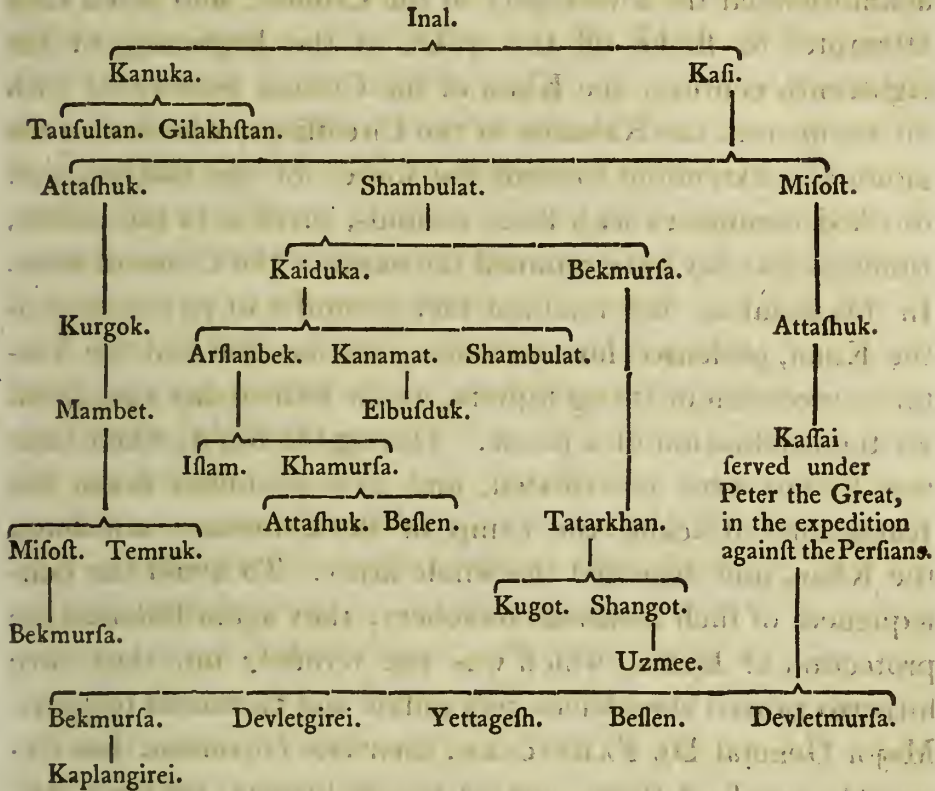 Inal.
Kanuka. Kaſi.
Tauſultan. Gilakhſtan.
Attaſhuk. Shambulat. Miſoſt.
Kaiduka. Bekmurſa.
Kurgok. Attaſhuk.
Arſlanbek. Kanamat. Shambulat.
Mambet. Elbuſduk.
Iſlam. Khamurſa. Kaſſai
ſerved under
Peter the Great,
Attaſhuk. Beſlen. Tatarkhan. in the expedition
Miſoſt. Temruk. againſt the Perſians.
Kugot. Shangot.
Bekmurſa.
Uzmee.
Bekmurſa. Devletgirei. Yettageſh. Beſlen. Devletmurſa.
Kaplangirei.